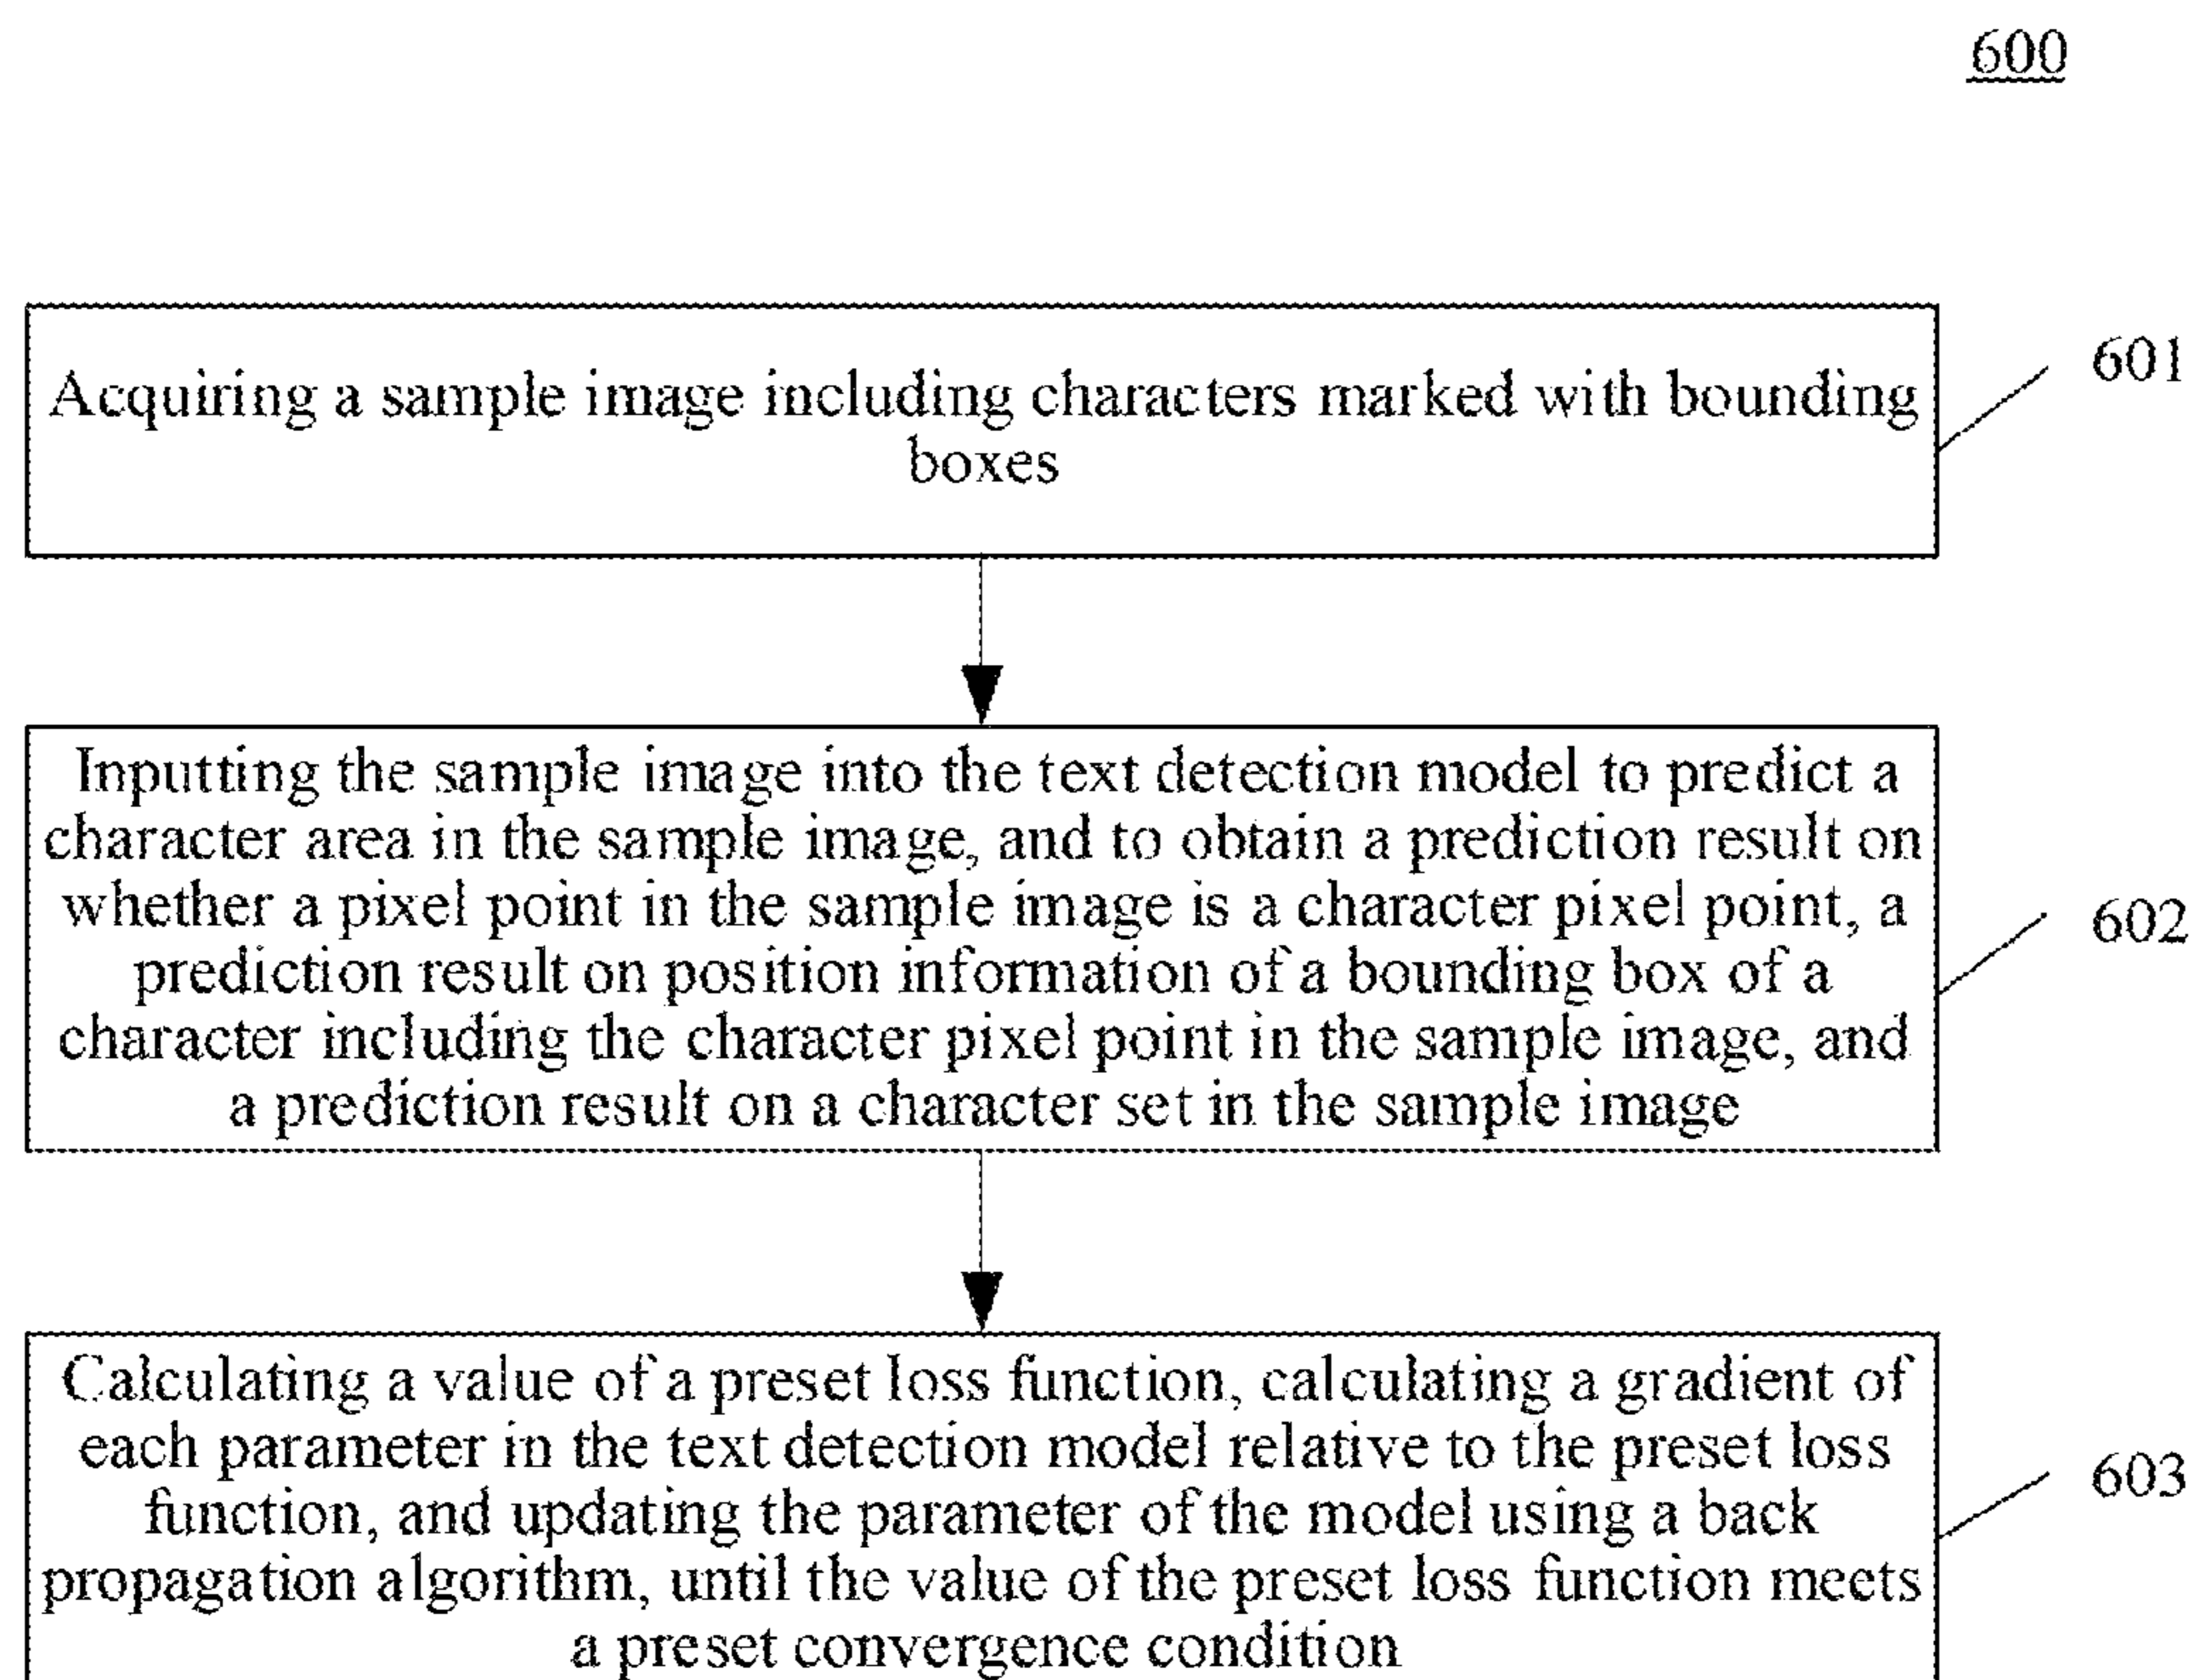 600
Acquiring a sample image including characters marked with bounding
boxes
601
Inputting the sample image into the text detection model to predict a
character area in the sample image, and to obtain a prediction result on
whether a pixel point in the sample image is a character pixel point, a
prediction result on position information of a bounding box of a
character including the character pixel point in the sample image, and
a prediction result on a character set in the sample image
602
Calculating a value of a preset loss function, calculating a gradient of
each parameter in the text detection model relative to the preset loss
function, and updating the parameter of the model using a back
propagation algorithm, until the value of the preset loss function meets
a preset convergence condition
603